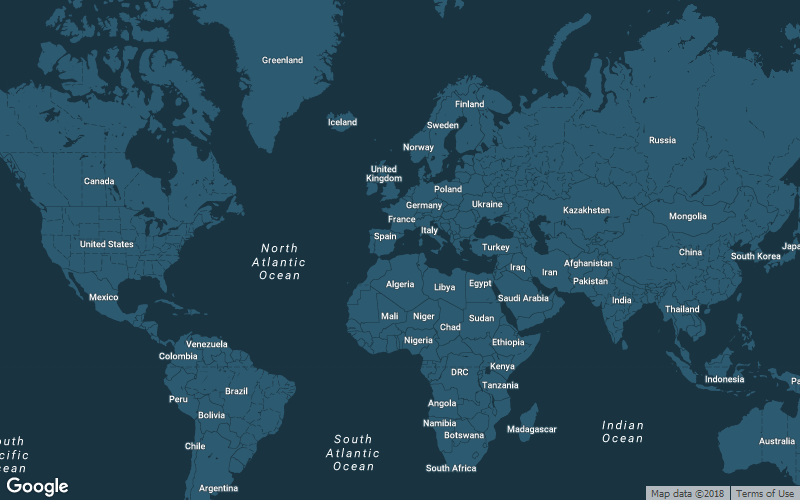 Greenland
Finland
Iceland
Sweden
Russia
Norway
United
Kingdom
Canada
Poland
Germany
Ukraine
Kazakhstan
France
Mongolia
Italy
Spain
United States
North
Atlantic
Ocean
Turkey
China
South Korea
Japa
Afghanistan
Iraq
Iran
Pakistan
Algeria
Libya
Egypt
Mexico
Saudi Arabia
India
Thailand
Mali
Niger
Chad
Sudan
Venezuela
Nigeria
Ethiopia
Colombia
Kenya
DRC
Tanzania
Indonesia
Pa
Brazil
Peru
Angola
Bolivia
Namibia
Botswana
Madagascar
Indian
Ocean
South
Atlantic
Ocean
Chile
outh
cific
cean
Australia
South Africa
Argentina
Google
Map data ©2018
Terms of Use